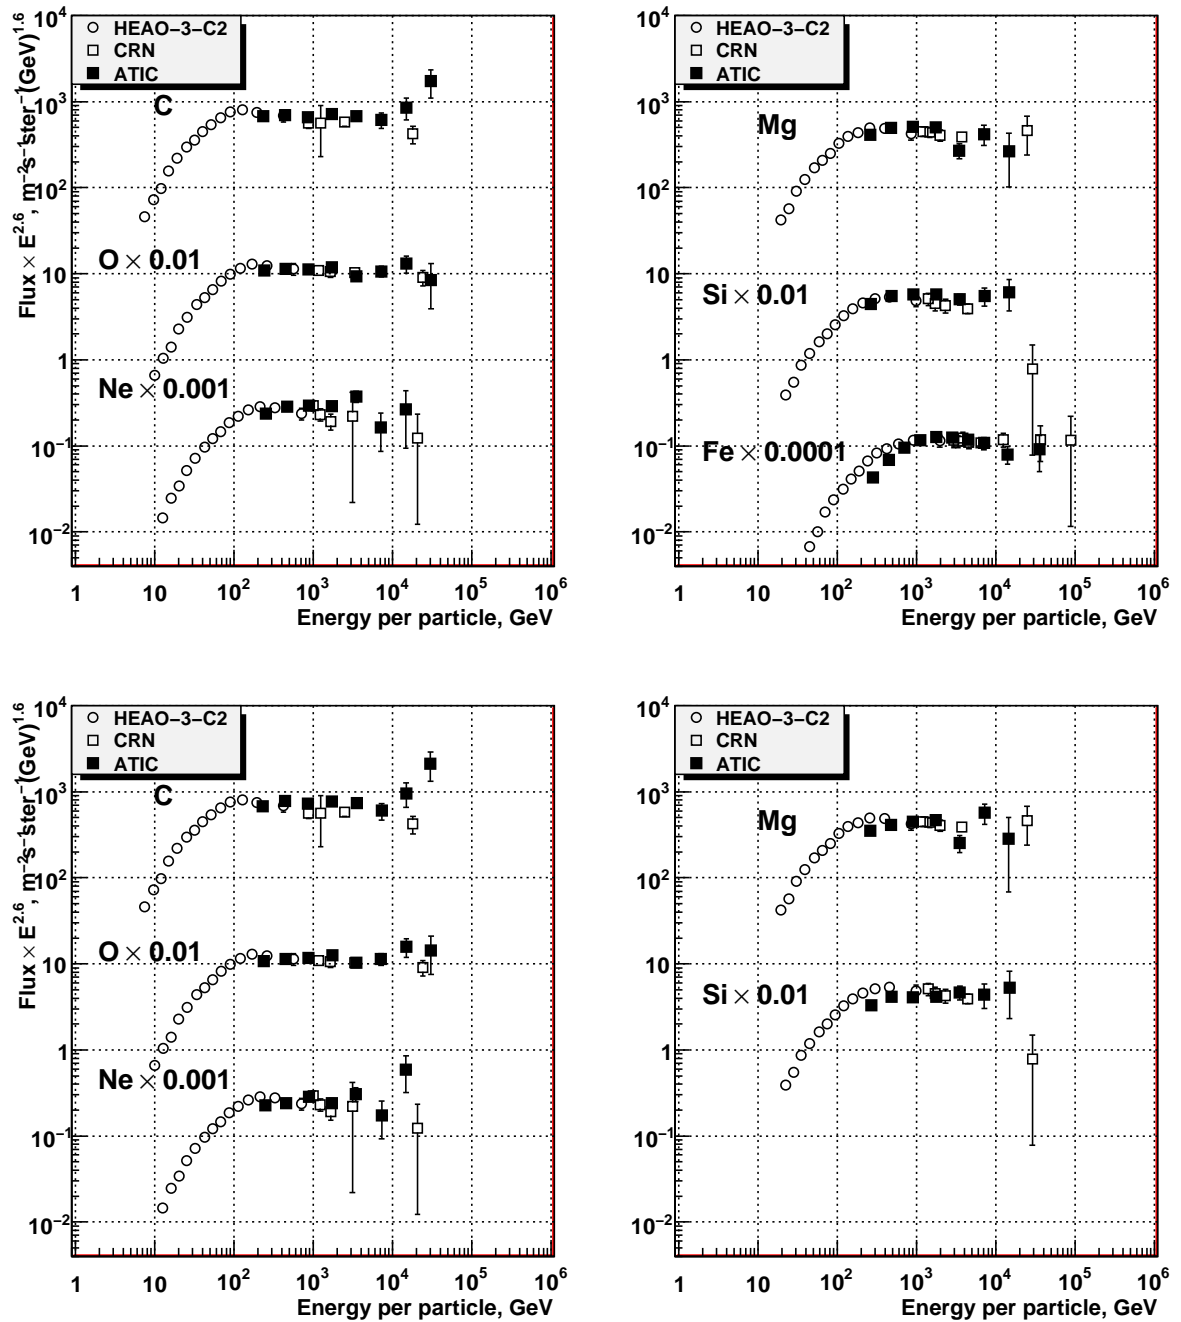 Flux × E^2.6, m^−2s^−1ster^−1(GeV)^1.6
HEAO−3−C2
CRN
ATIC
10^4
10^3
10^2
10
1
10^−1
10^−2
C
O × 0.01
Ne × 0.001
1 10 10^2 10^3 10^4 10^5 10^6
Energy per particle, GeV
HEAO−3−C2
CRN
ATIC
10^4
10^3
10^2
10
1
10^−1
10^−2
Mg
Si × 0.01
Fe × 0.0001
1 10 10^2 10^3 10^4 10^5 10^6
Energy per particle, GeV
Flux × E^2.6, m^−2s^−1ster^−1(GeV)^1.6
HEAO−3−C2
CRN
ATIC
10^4
10^3
10^2
10
1
10^−1
10^−2
C
O × 0.01
Ne × 0.001
1 10 10^2 10^3 10^4 10^5 10^6
Energy per particle, GeV
HEAO−3−C2
CRN
ATIC
10^4
10^3
10^2
10
1
10^−1
10^−2
Mg
Si × 0.01
1 10 10^2 10^3 10^4 10^5 10^6
Energy per particle, GeV